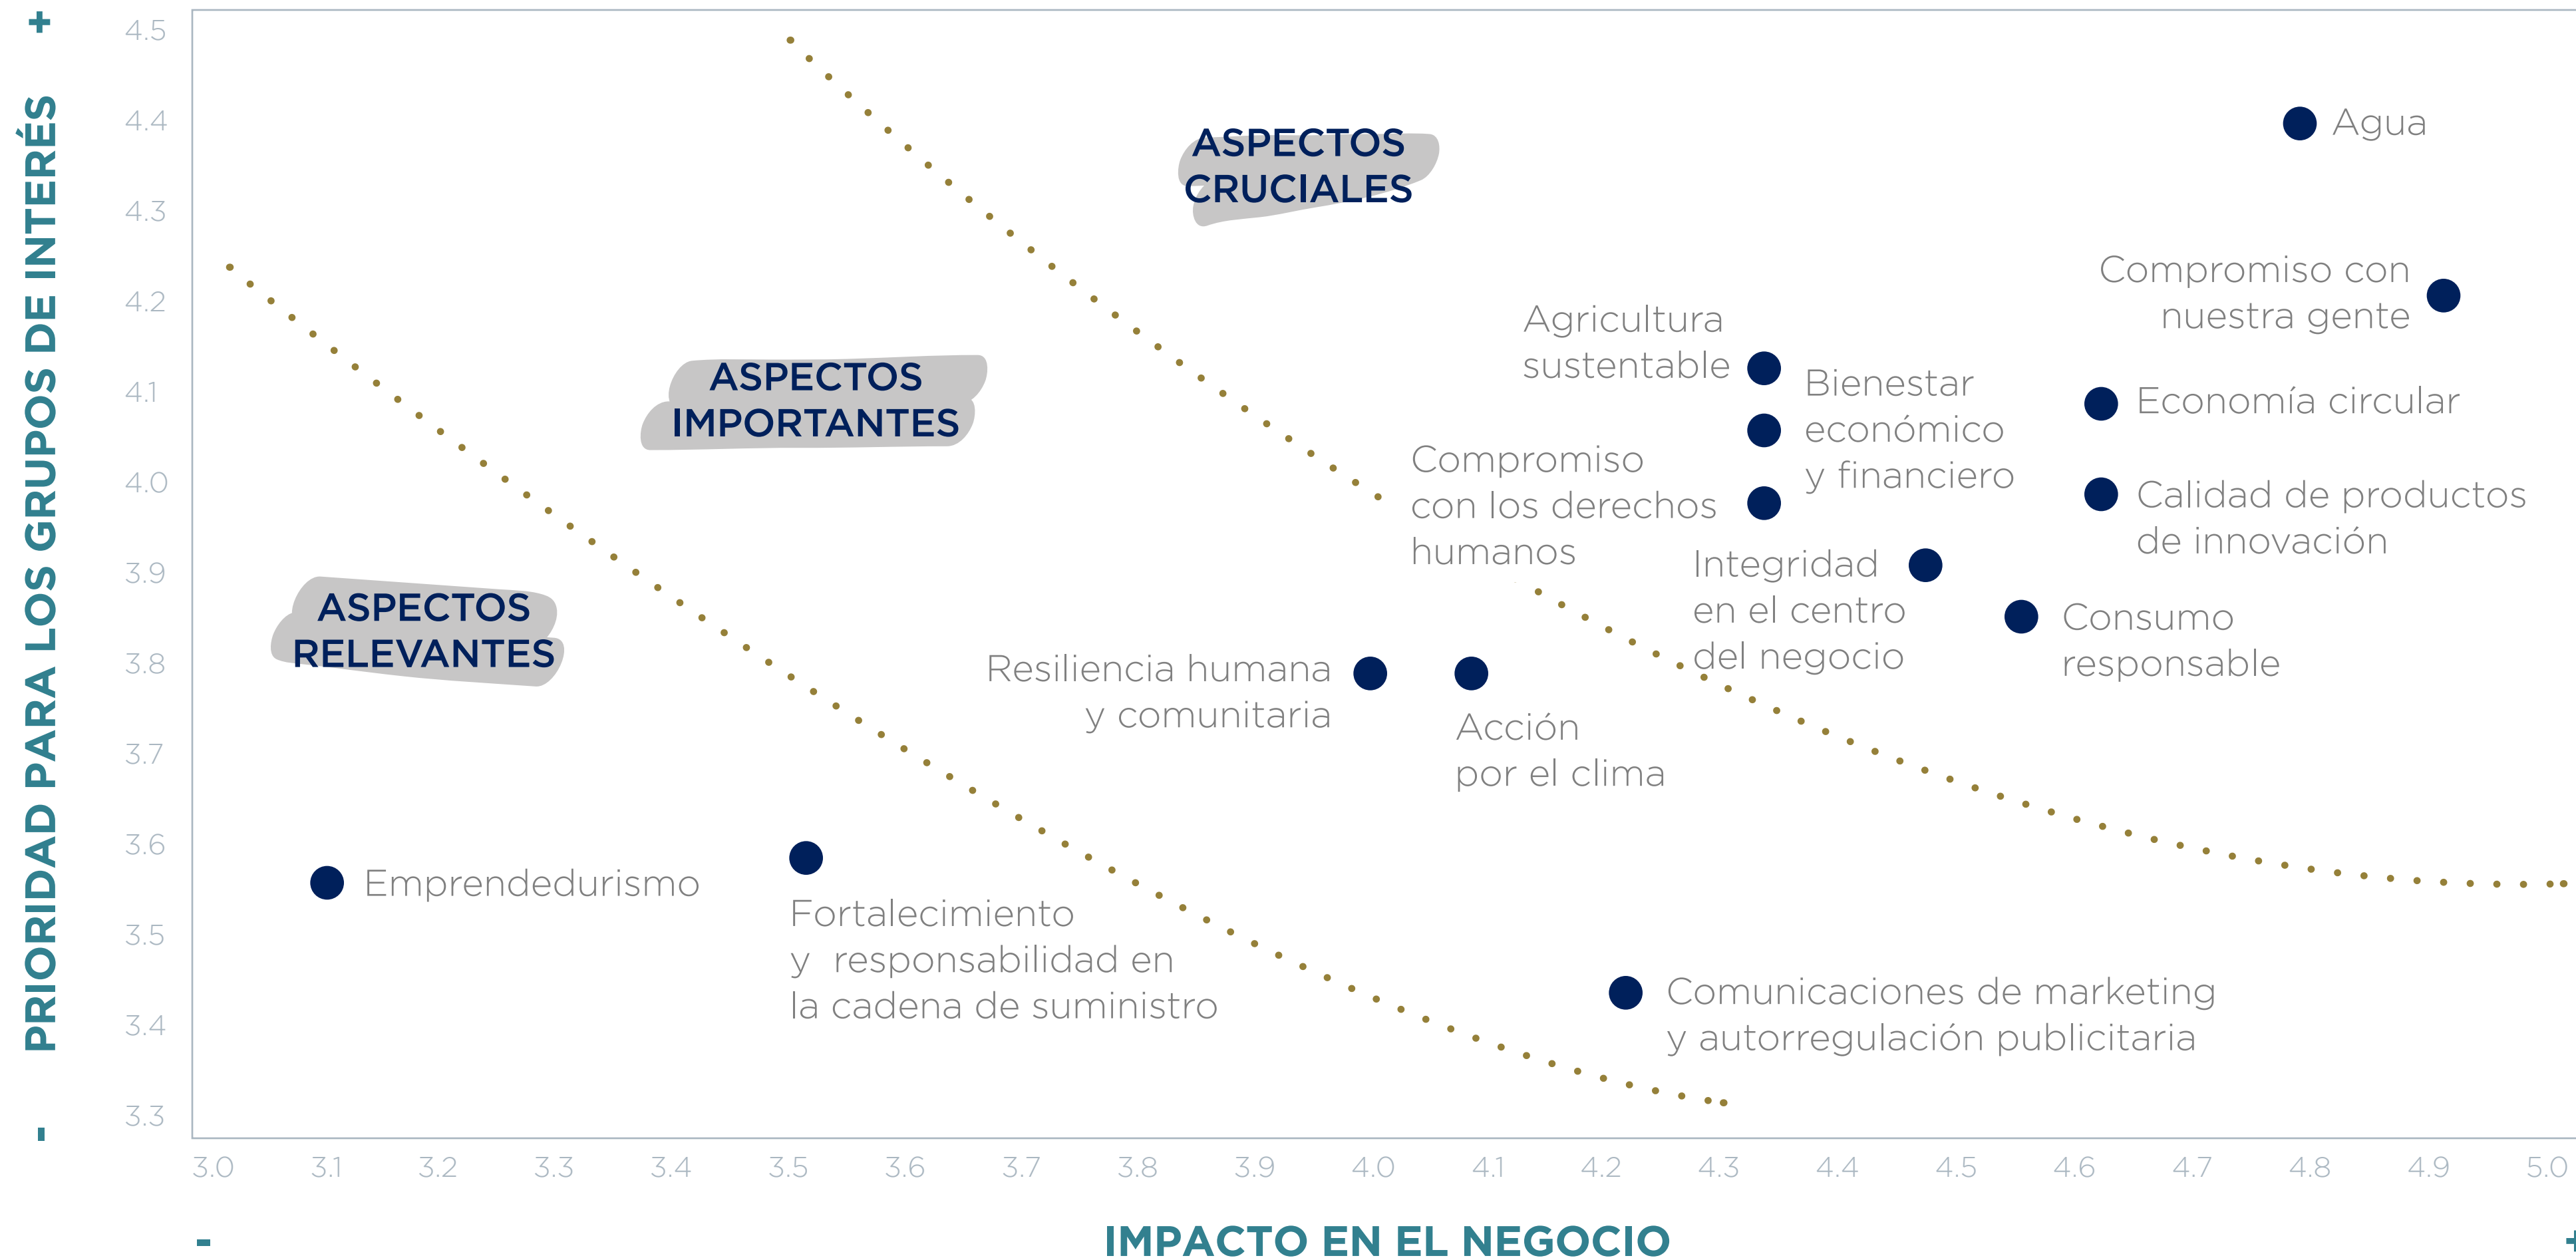 +
PRIORIDAD PARA LOS GRUPOS DE INTERÉS
-
4.5
4.4
4.3
4.2
4.1
4.0
3.9
3.8
3.7
3.6
3.5
3.4
3.3
ASPECTOS
CRUCIALES
ASPECTOS
IMPORTANTES
ASPECTOS
RELEVANTES
Agua
Compromiso con
nuestra gente
Agricultura
sustentable
Bienestar
económico
y financiero
Economía circular
Compromiso
con los derechos
humanos
Calidad de productos
de innovación
Integridad
en el centro
del negocio
Consumo
responsable
Resiliencia humana
y comunitaria
Acción
por el clima
Emprendedurismo
Fortalecimiento
y  responsabilidad en
la cadena de suministro
Comunicaciones de marketing
y autorregulación publicitaria
3.0 3.1 3.2 3.3 3.4 3.5 3.6 3.7 3.8 3.9 4.0 4.1 4.2 4.3 4.4 4.5 4.6 4.7 4.8 4.9 5.0
- IMPACTO EN EL NEGOCIO +